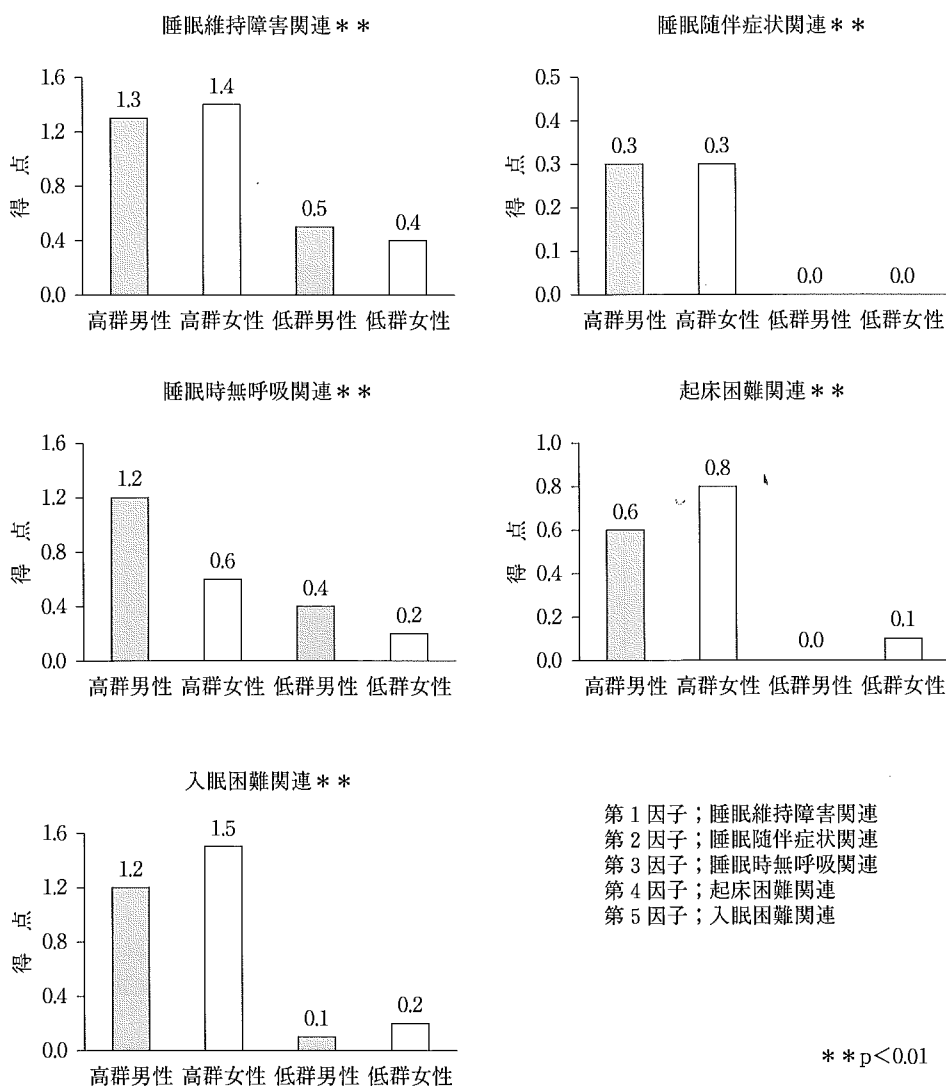 睡眠維持障害関連＊＊
1.6
1.2
0.8
0.4
0.0
得点
1.3
1.4
0.5
0.4
高群男性 高群女性 低群男性 低群女性
睡眠随伴症状関連＊＊
0.5
0.4
0.3
0.2
0.1
0.0
得点
0.3
0.3
0.0
0.0
高群男性 高群女性 低群男性 低群女性
睡眠時無呼吸関連＊＊
1.6
1.2
0.8
0.4
0.0
得点
1.2
0.6
0.4
0.2
高群男性 高群女性 低群男性 低群女性
起床困難関連＊＊
1.0
0.8
0.6
0.4
0.2
0.0
得点
0.6
0.8
0.0
0.1
高群男性 高群女性 低群男性 低群女性
入眠困難関連＊＊
1.6
1.2
0.8
0.4
0.0
得点
1.2
1.5
0.1
0.2
高群男性 高群女性 低群男性 低群女性
第1因子；睡眠維持障害関連
第2因子；睡眠随伴症状関連
第3因子；睡眠時無呼吸関連
第4因子；起床困難関連
第5因子；入眠困難関連
＊＊p＜0.01